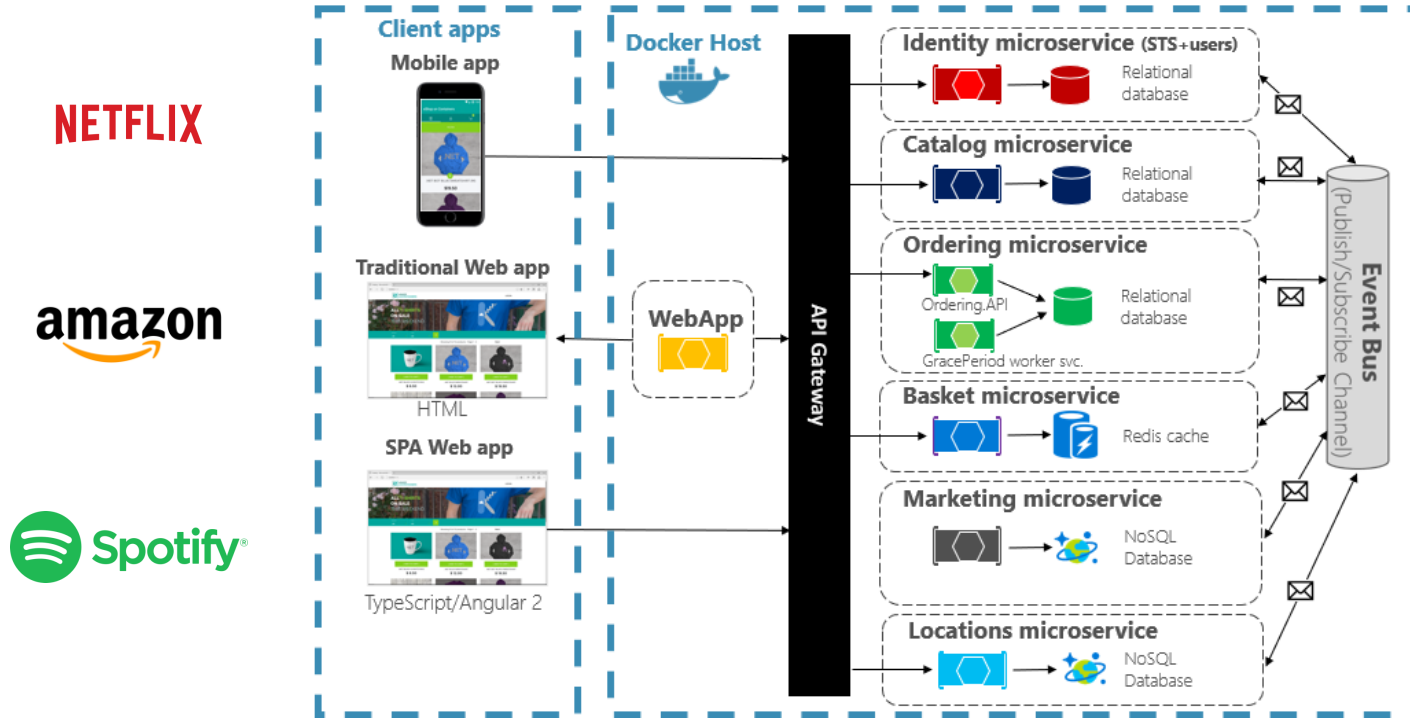 NETFLIX
amazon
Spotify®
Client apps
Mobile app
Traditional Web app
HTML
SPA Web app
TypeScript/Angular 2
Docker Host
WebApp
API Gateway
Identity microservice (STS+users)
Relational
database
Catalog microservice
Relational
database
Ordering microservice
Ordering.API
GracePeriod worker svc.
Relational
database
Basket microservice
Redis cache
Marketing microservice
NoSQL
Database
Locations microservice
NoSQL
Database
Event Bus
(Publish/Subscribe Channel)